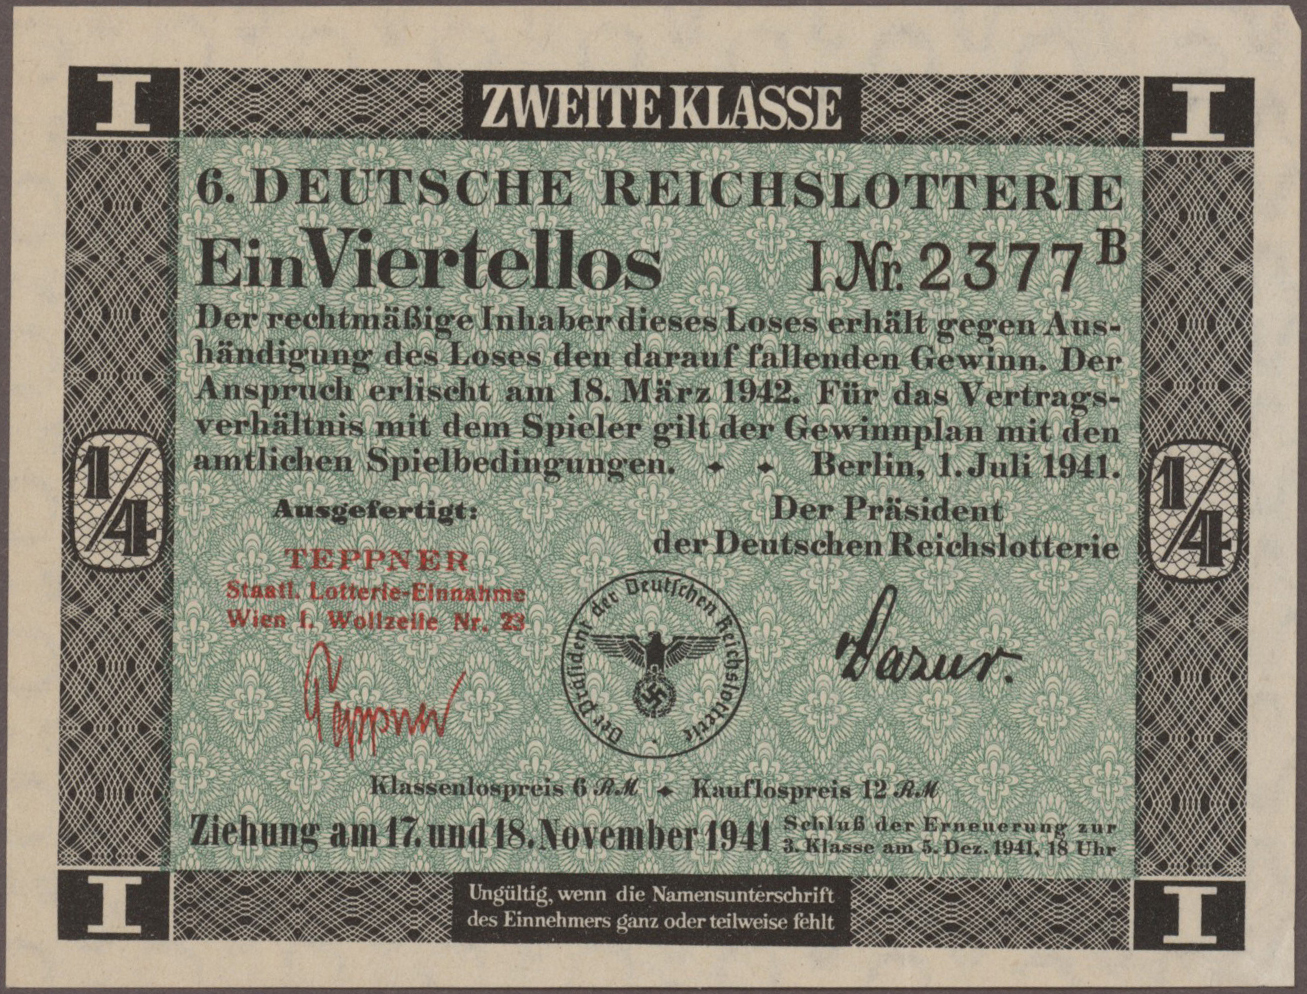 I ZWEITE KLASSE I
6. DEUTSCHE REICHSLOTTERIE
Ein Viertellos I Nr. 2377 B
Der rechtmäßige Inhaber dieses Loses erhält gegen Aus-
händigung des Loses den darauf fallenden Gewinn. Der
Anspruch erlischt am 18. März 1942. Für das Vertrags-
verhältnis mit dem Spieler gilt der Gewinnplan mit den
amtlichen Spielbedingungen. Berlin, 1. Juli 1941.
1/4
1/4
Ausgefertigt:
TEPPNER
Staatl. Lotterie-Einnahme
Wien I. Wollzeile Nr. 23
Teppner
Der Präsident
der Deutschen Reichslotterie
Der Präsident der Deutschen Reichslotterie
Dazur.
Klassenlospreis 6 RM Kauflospreis 12 RM
Ziehung am 17. und 18. November 1941
Schluß der Erneuerung zur
3. Klasse am 5. Dez. 1941, 18 Uhr
I I
Ungültig, wenn die Namensunterschrift
des Einnehmers ganz oder teilweise fehlt